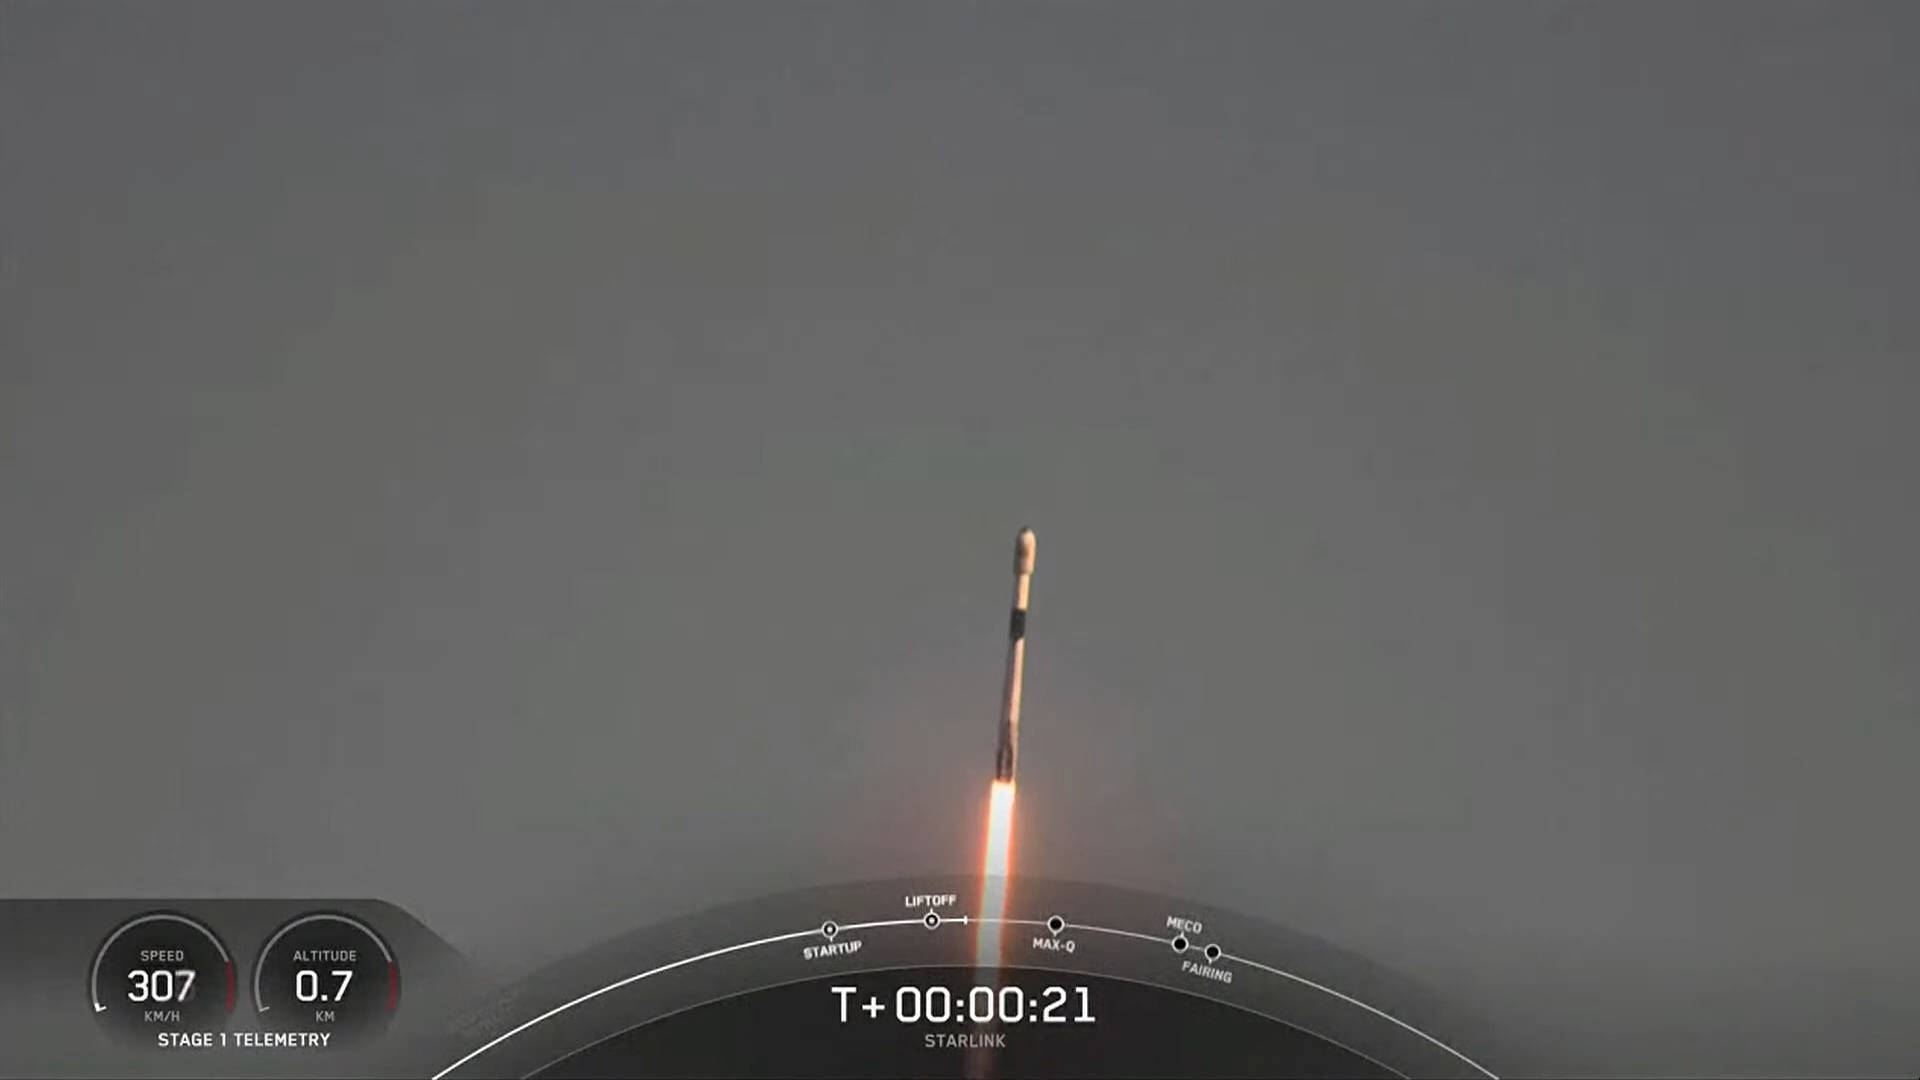 LIFTOFF
STARTUP
MAX-Q
MECO
FAIRING
SPEED
307
KM/H
ALTITUDE
0.7
KM
STAGE 1 TELEMETRY
T+00:00:21
STARLINK